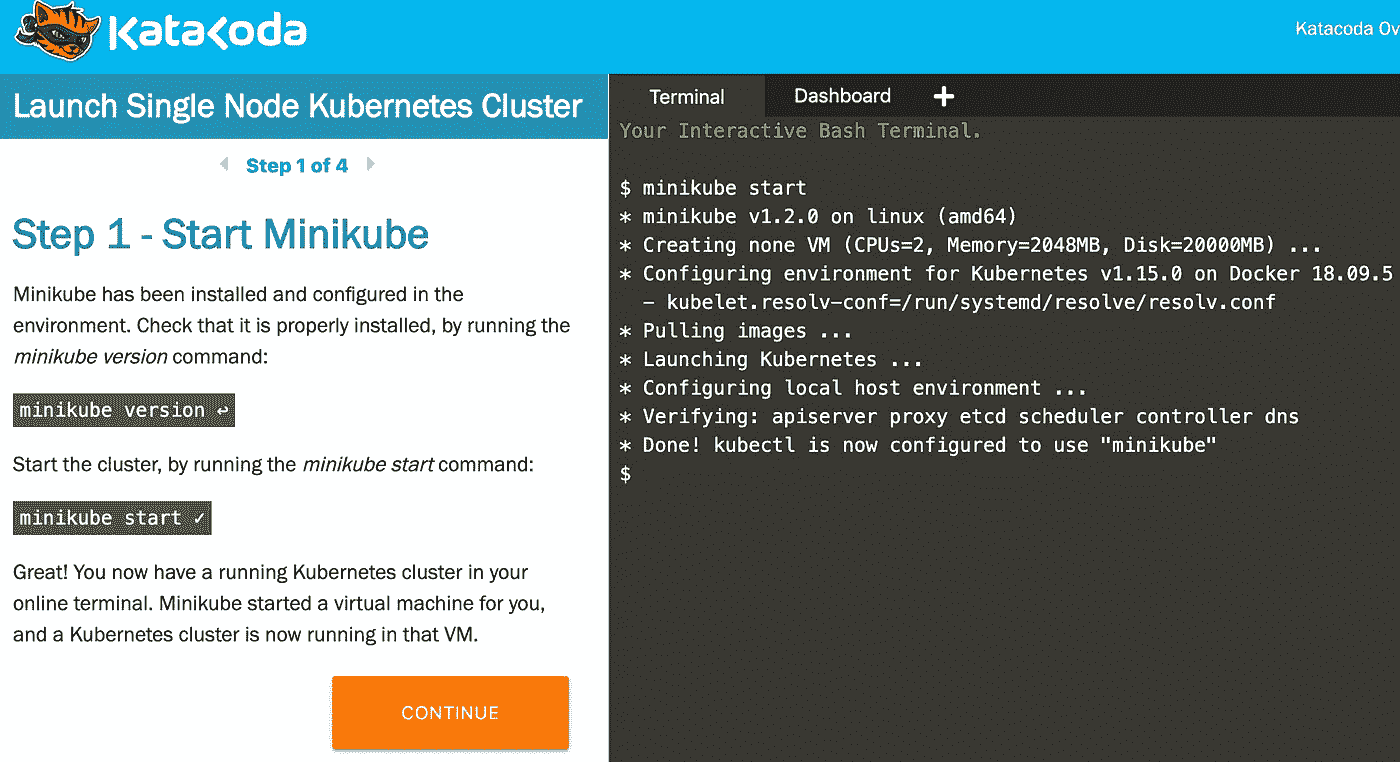 KataKoda
Katacoda Ov
Launch Single Node Kubernetes Cluster
Step 1 of 4
Step 1 - Start Minikube
Minikube has been installed and configured in the
environment. Check that it is properly installed, by running the
minikube version command:
minikube version ↩
Start the cluster, by running the minikube start command:
minikube start ✓
Great! You now have a running Kubernetes cluster in your
online terminal. Minikube started a virtual machine for you,
and a Kubernetes cluster is now running in that VM.
CONTINUE
Terminal Dashboard +
Your Interactive Bash Terminal.
$ minikube start
* minikube v1.2.0 on linux (amd64)
* Creating none VM (CPUs=2, Memory=2048MB, Disk=20000MB) ...
* Configuring environment for Kubernetes v1.15.0 on Docker 18.09.5
- kubelet.resolv-conf=/run/systemd/resolve/resolv.conf
* Pulling images ...
* Launching Kubernetes ...
* Configuring local host environment ...
* Verifying: apiserver proxy etcd scheduler controller dns
* Done! kubectl is now configured to use "minikube"
$